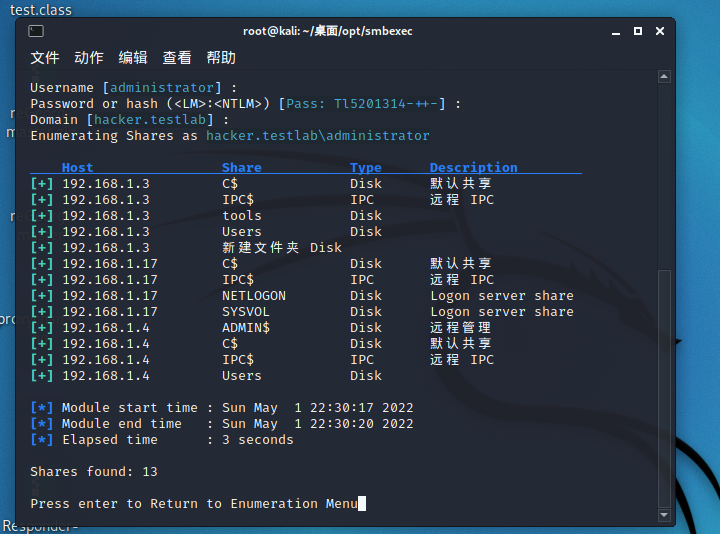 test.class
root@kali: ~/桌面/opt/smbexec
文件 动作 编辑 查看 帮助
Username [administrator] :
Password or hash (<LM>:<NTLM>) [Pass: Tl5201314-++-] :
Domain [hacker.testlab] :
Enumerating Shares as hacker.testlab\administrator
Host Share Type Description
[+] 192.168.1.3 C$ Disk 默认共享
[+] 192.168.1.3 IPC$ IPC 远程 IPC
[+] 192.168.1.3 tools Disk
[+] 192.168.1.3 Users Disk
[+] 192.168.1.3 新建文件夹 Disk
[+] 192.168.1.17 C$ Disk 默认共享
[+] 192.168.1.17 IPC$ IPC 远程 IPC
[+] 192.168.1.17 NETLOGON Disk Logon server share
[+] 192.168.1.17 SYSVOL Disk Logon server share
[+] 192.168.1.4 ADMIN$ Disk 远程管理
[+] 192.168.1.4 C$ Disk 默认共享
[+] 192.168.1.4 IPC$ IPC 远程 IPC
[+] 192.168.1.4 Users Disk
[*] Module start time : Sun May  1 22:30:17 2022
[*] Module end time   : Sun May  1 22:30:20 2022
[*] Elapsed time      : 3 seconds
Shares found: 13
Press enter to Return to Enumeration Menu
Responder-